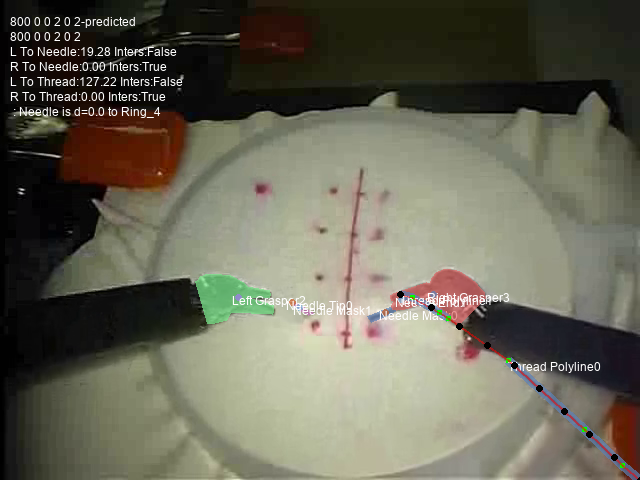 800 0 0 2 0 2-predicted
800 0 0 2 0 2
L To Needle:19.28 Inters:False
R To Needle:0.00 Inters:True
L To Thread:127.22 Inters:False
R To Thread:0.00 Inters:True
: Needle is d=0.0 to Ring_4
Left Grasper2
Needle Tip0
Needle Mask1
Right Grasper3
Needle Mask0
Thread Polyline0